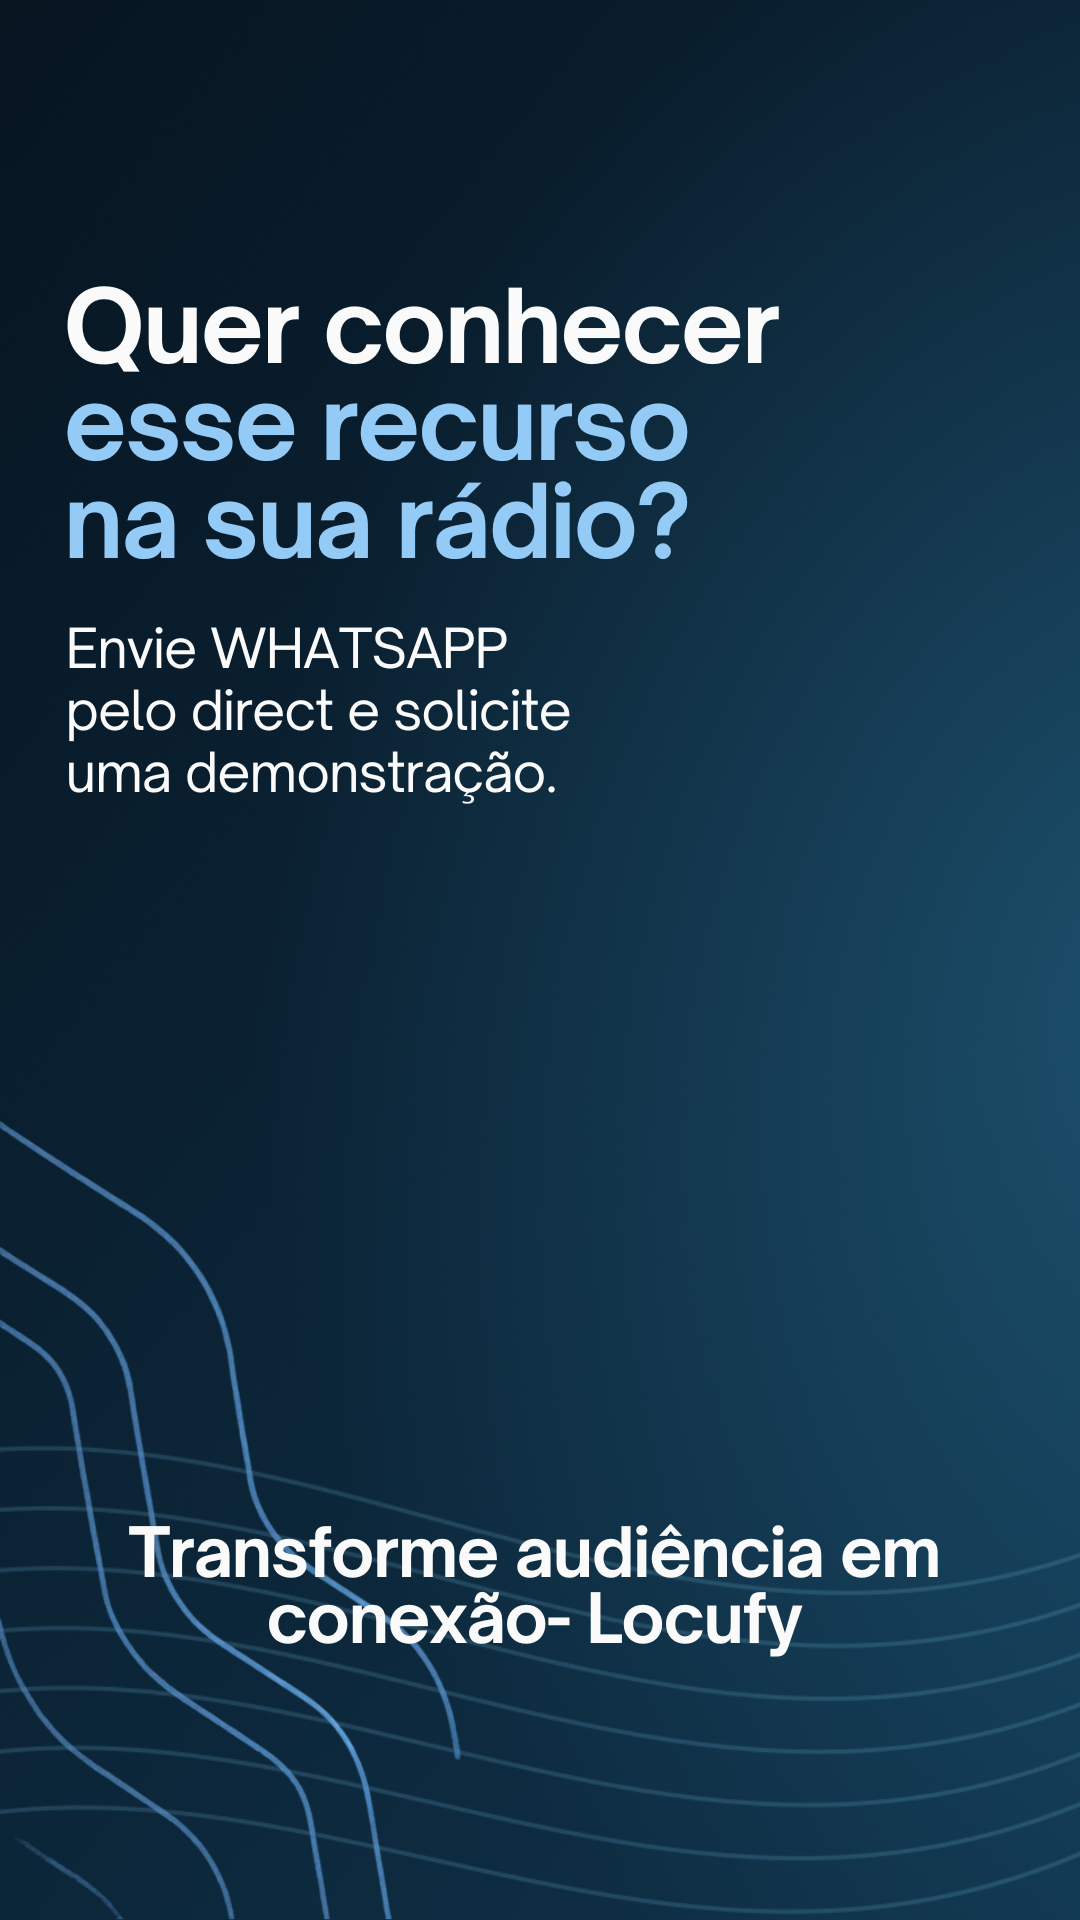 Quer conhecer
esse recurso
na sua rádio?
Envie WHATSAPP
pelo direct e solicite
uma demonstração.
Transforme audiência em
conexão- Locufy